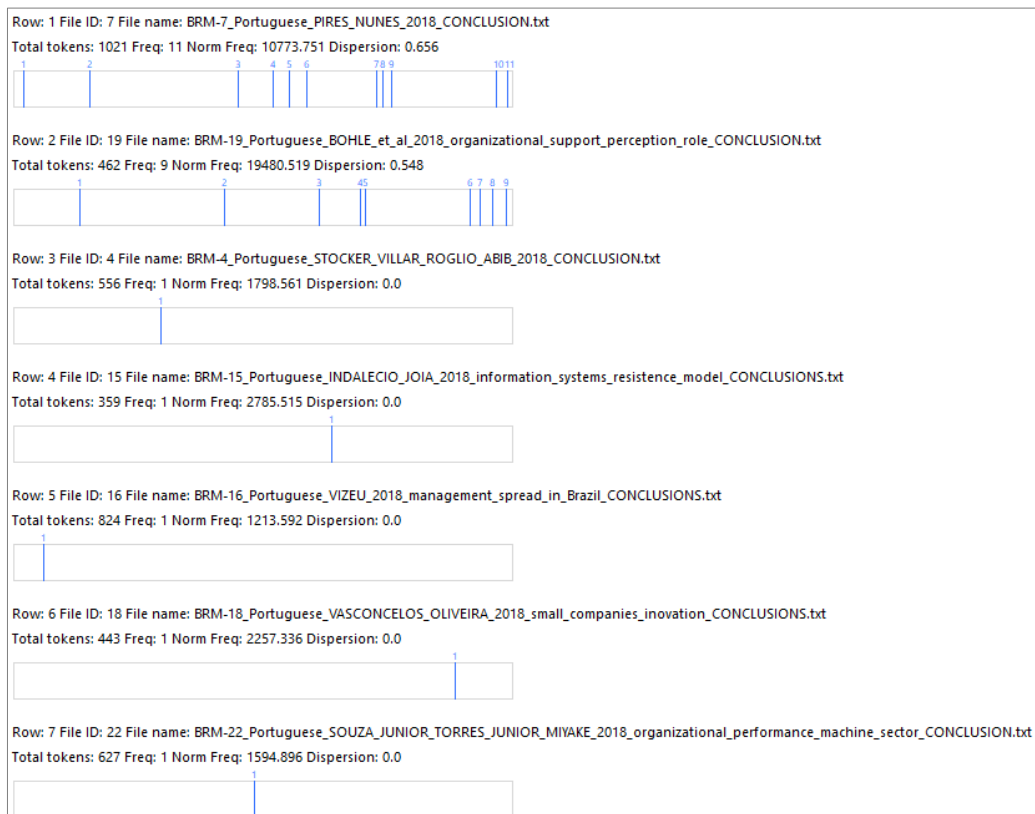 Row: 1 File ID: 7 File name: BRM-7_Portuguese_PIRES_NUNES_2018_CONCLUSION.txt
Total tokens: 1021 Freq: 11 Norm Freq: 10773.751 Dispersion: 0.656
1 2 3 4 5 6 7 8 9 10 11
Row: 2 File ID: 19 File name: BRM-19_Portuguese_BOHLE_et_al_2018_organizational_support_perception_role_CONCLUSION.txt
Total tokens: 462 Freq: 9 Norm Freq: 19480.519 Dispersion: 0.548
1 2 3 4 5 6 7 8 9
Row: 3 File ID: 4 File name: BRM-4_Portuguese_STOCKER_VILLAR_ROGLIO_ABIB_2018_CONCLUSION.txt
Total tokens: 556 Freq: 1 Norm Freq: 1798.561 Dispersion: 0.0
1
Row: 4 File ID: 15 File name: BRM-15_Portuguese_INDALECIO_JOIA_2018_information_systems_resistence_model_CONCLUSIONS.txt
Total tokens: 359 Freq: 1 Norm Freq: 2785.515 Dispersion: 0.0
1
Row: 5 File ID: 16 File name: BRM-16_Portuguese_VIZEU_2018_management_spread_in_Brazil_CONCLUSIONS.txt
Total tokens: 824 Freq: 1 Norm Freq: 1213.592 Dispersion: 0.0
1
Row: 6 File ID: 18 File name: BRM-18_Portuguese_VASCONCELOS_OLIVEIRA_2018_small_companies_inovation_CONCLUSIONS.txt
Total tokens: 443 Freq: 1 Norm Freq: 2257.336 Dispersion: 0.0
1
Row: 7 File ID: 22 File name: BRM-22_Portuguese_SOUZA_JUNIOR_TORRES_JUNIOR_MIYAKE_2018_organizational_performance_machine_sector_CONCLUSION.txt
Total tokens: 627 Freq: 1 Norm Freq: 1594.896 Dispersion: 0.0
1